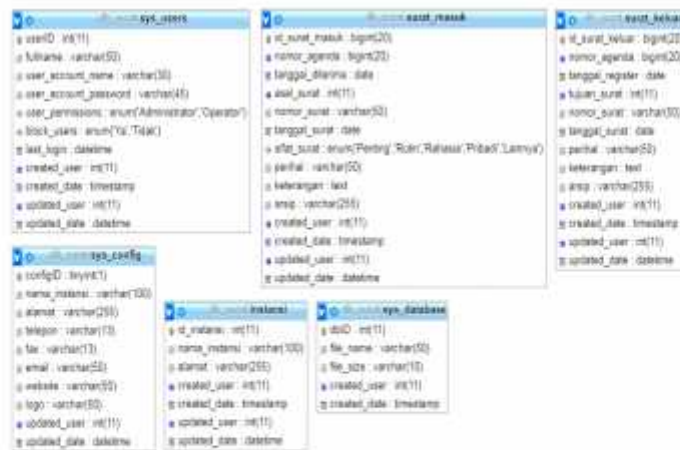 sys_users
userID : int(11)
fullname : varchar(50)
user_account_name : varchar(30)
user_account_password : varchar(45)
user_permissions : enum('Administrator','Operator')
block_users : enum('Ya','Tidak')
last_login : datetime
created_user : int(11)
created_date : timestamp
updated_user : int(11)
updated_date : datetime
surat_masuk
id_surat_masuk : bigint(20)
nomor_agenda : bigint(20)
tanggal_diterima : date
asal_surat : int(11)
nomor_surat : varchar(50)
tanggal_surat : date
sifat_surat : enum('Penting','Rutin','Rahasia','Pribadi','Lainnya')
perihal : varchar(50)
keterangan : text
arsip : varchar(255)
created_user : int(11)
created_date : timestamp
updated_user : int(11)
updated_date : datetime
surat_keluar
id_surat_keluar : bigint(20)
nomor_agenda : bigint(20)
tanggal_register : date
tujuan_surat : int(11)
nomor_surat : varchar(50)
tanggal_surat : date
perihal : varchar(50)
keterangan : text
arsip : varchar(255)
created_user : int(11)
created_date : timestamp
updated_user : int(11)
updated_date : datetime
sys_config
configID : tinyint(1)
nama_instansi : varchar(100)
alamat : varchar(255)
telepon : varchar(13)
fax : varchar(13)
email : varchar(50)
website : varchar(50)
logo : varchar(50)
updated_user : int(11)
updated_date : datetime
instansi
id_instansi : int(11)
nama_instansi : varchar(100)
alamat : varchar(255)
created_user : int(11)
created_date : timestamp
updated_user : int(11)
updated_date : datetime
sys_database
dbID : int(11)
file_name : varchar(50)
file_size : varchar(10)
created_user : int(11)
created_date : timestamp